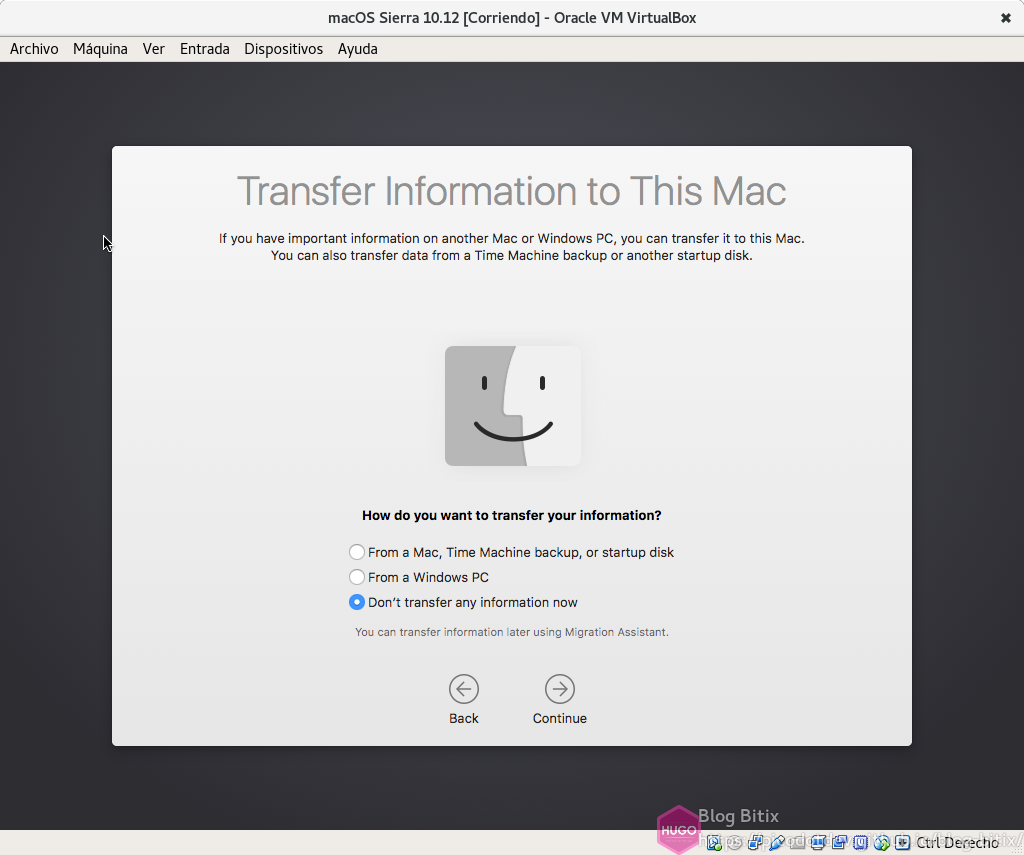 macOS Sierra 10.12 [Corriendo] - Oracle VM VirtualBox
Archivo Máquina Ver Entrada Dispositivos Ayuda
Transfer Information to This Mac
If you have important information on another Mac or Windows PC, you can transfer it to this Mac.
You can also transfer data from a Time Machine backup or another startup disk.
How do you want to transfer your information?
From a Mac, Time Machine backup, or startup disk
From a Windows PC
Don't transfer any information now
You can transfer information later using Migration Assistant.
Back Continue
Blog Bitix
HUGO
Ctrl Derecho